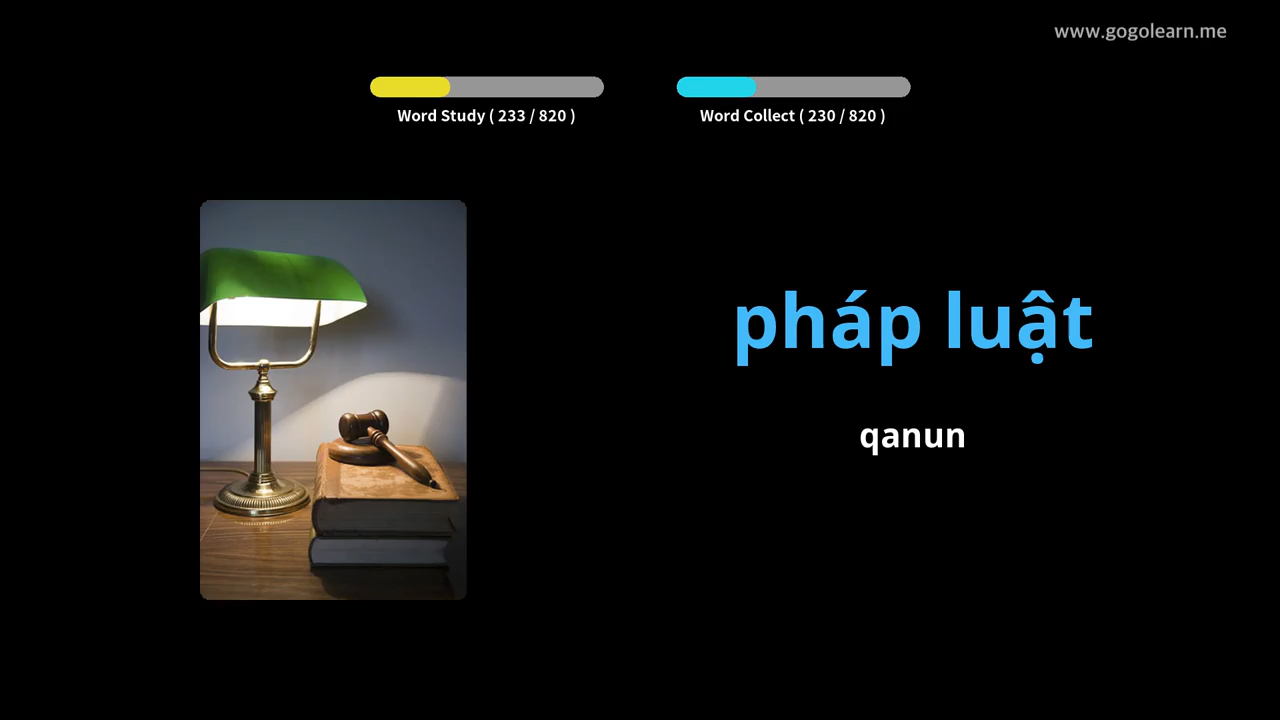 www.gogolearn.me
Word Study ( 233 / 820 )
Word Collect ( 230 / 820 )
pháp luật
qanun